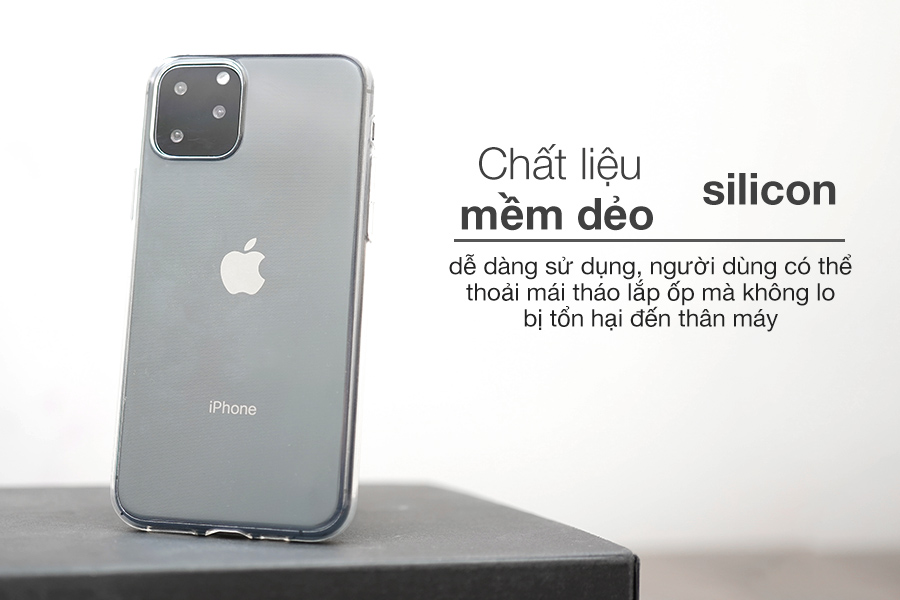 Chất liệu
mềm dẻo
silicon
dễ dàng sử dụng, người dùng có thể
thoải mái tháo lắp ốp mà không lo
bị tổn hại đến thân máy
iPhone